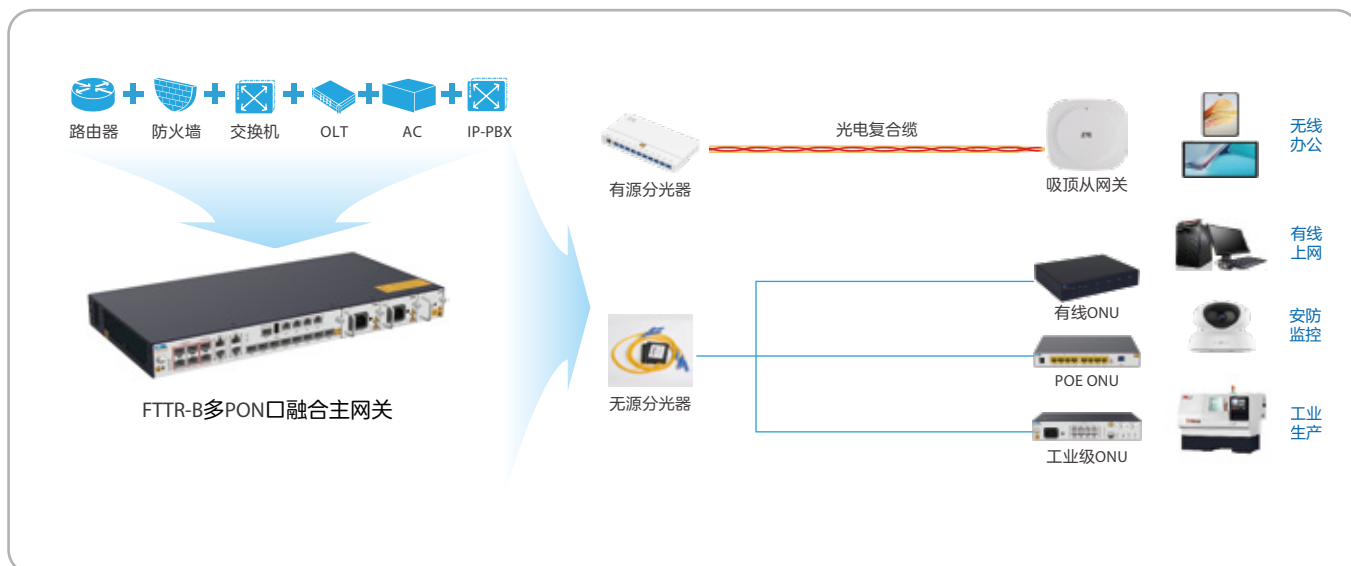 路由器
防火墙
交换机
OLT
AC
IP-PBX
FTTR-B多PON口融合主网关
有源分光器
光电复合缆
吸顶从网关
无线
办公
有线
上网
无源分光器
有线ONU
安防
监控
POE ONU
工业级ONU
工业
生产